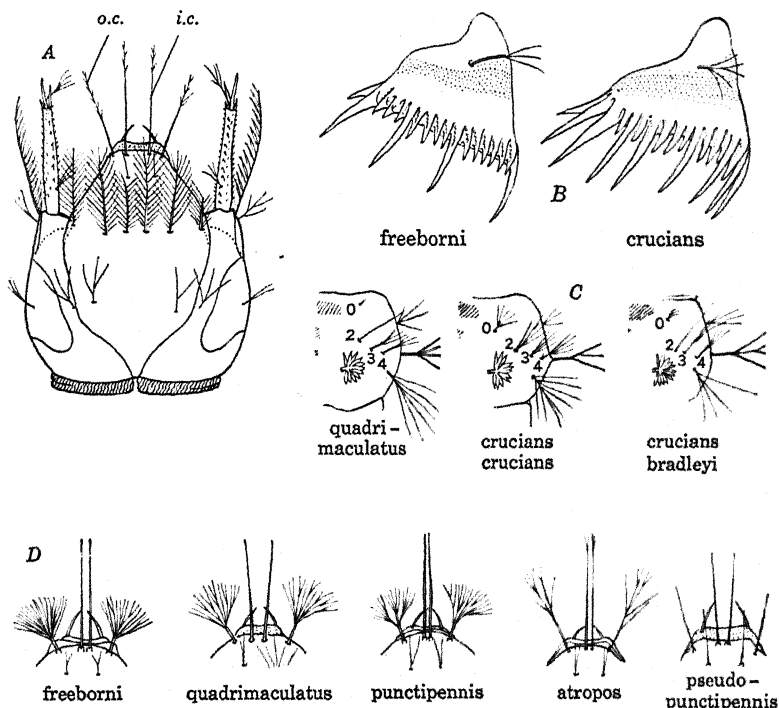 A
o.c.
i.c.
B
freeborni
crucians
C
0
2
3
4
quadri-
maculatus
0
2
3
4
crucians
crucians
0
2
3
4
crucians
bradleyi
D
freeborni
quadrimaculatus
punctipennis
atropos
pseudo-
punctipennis